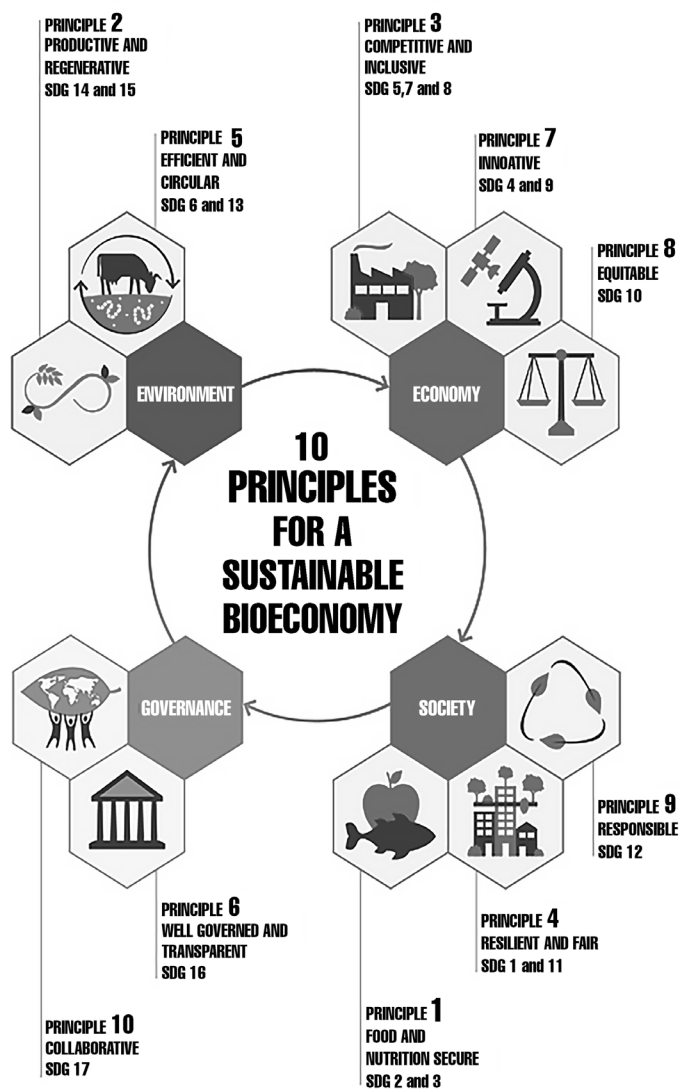 PRINCIPLE 2
PRODUCTIVE AND
REGENERATIVE
SDG 14 and 15
PRINCIPLE 5
EFFICIENT AND
CIRCULAR
SDG 6 and 13
PRINCIPLE 3
COMPETITIVE AND
INCLUSIVE
SDG 5,7 and 8
PRINCIPLE 7
INNOATIVE
SDG 4 and 9
PRINCIPLE 8
EQUITABLE
SDG 10
ENVIRONMENT
ECONOMY
10
PRINCIPLES
FOR A
SUSTAINABLE
BIOECONOMY
GOVERNANCE
SOCIETY
PRINCIPLE 9
RESPONSIBLE
SDG 12
PRINCIPLE 6
WELL GOVERNED AND
TRANSPARENT
SDG 16
PRINCIPLE 4
RESILIENT AND FAIR
SDG 1 and 11
PRINCIPLE 10
COLLABORATIVE
SDG 17
PRINCIPLE 1
FOOD AND
NUTRITION SECURE
SDG 2 and 3